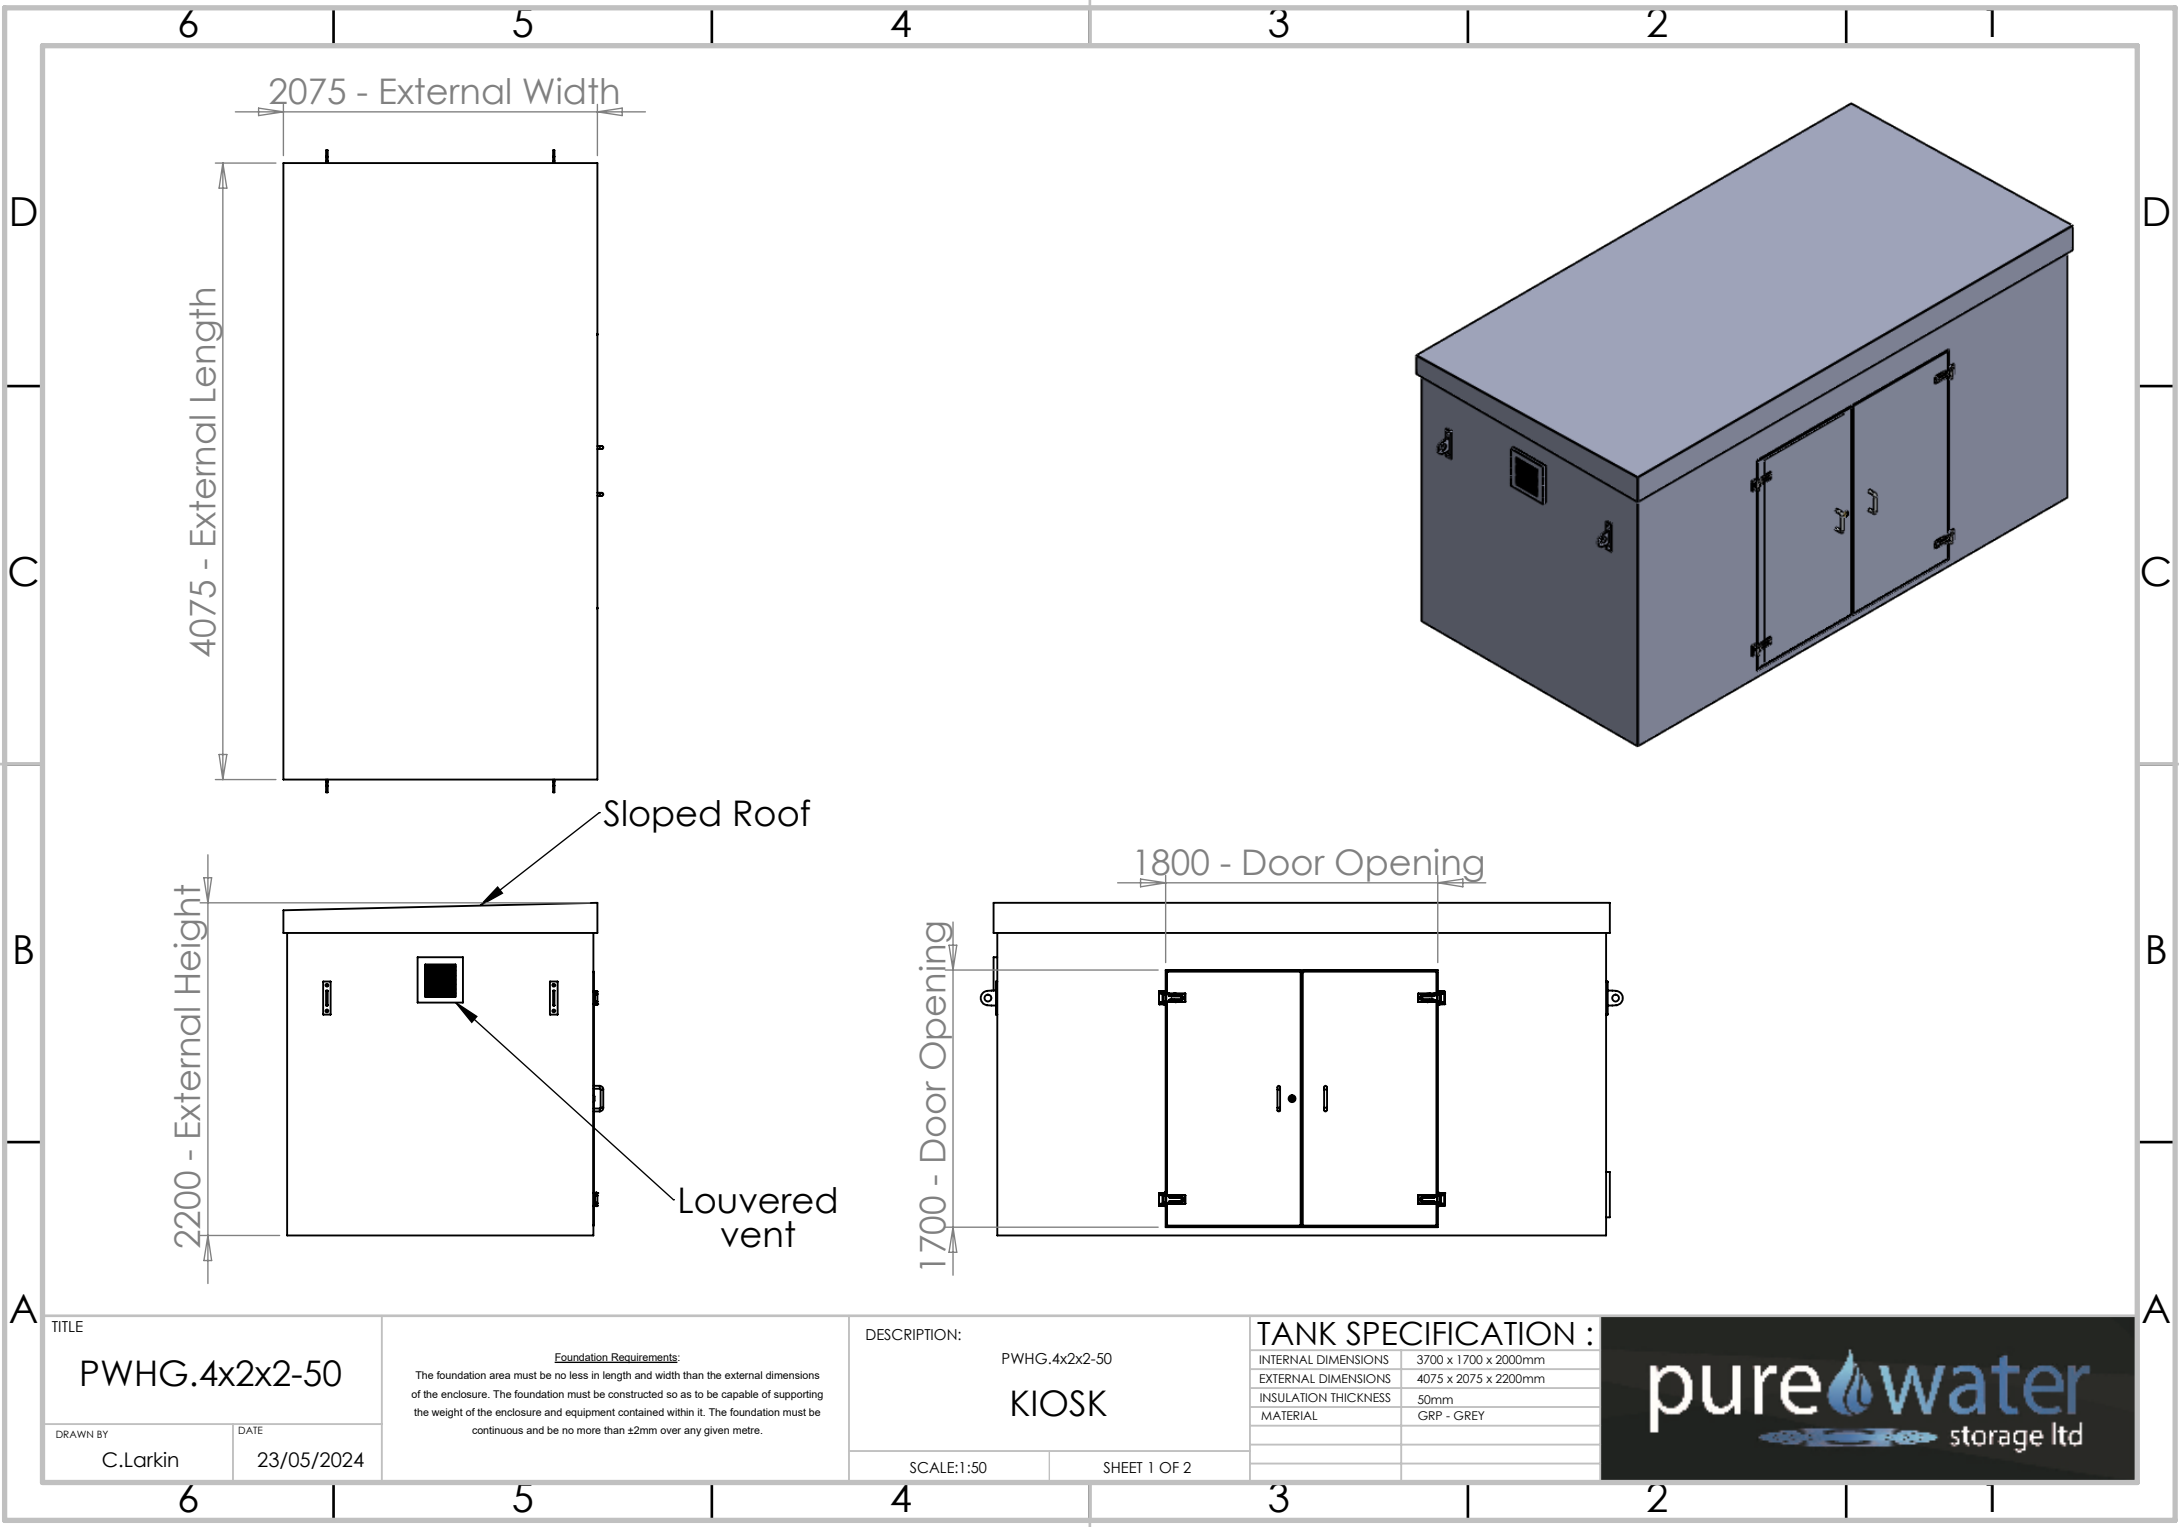 6 5 4 3 2 1
D D
C C
B B
A A
2075 - External Width
4075 - External Length
Sloped Roof
2200 - External Height
Louvered
vent
1800 - Door Opening
1700 - Door Opening
TITLE
PWHG.4x2x2-50
DRAWN BY
C.Larkin
DATE
23/05/2024
Foundation Requirements:
The foundation area must be no less in length and width than the external dimensions
of the enclosure. The foundation must be constructed so as to be capable of supporting
the weight of the enclosure and equipment contained within it. The foundation must be
continuous and be no more than ±2mm over any given metre.
DESCRIPTION:
PWHG.4x2x2-50
KIOSK
SCALE:1:50
SHEET 1 OF 2
TANK SPECIFICATION :
INTERNAL DIMENSIONS 3700 x 1700 x 2000mm
EXTERNAL DIMENSIONS 4075 x 2075 x 2200mm
INSULATION THICKNESS 50mm
MATERIAL GRP - GREY
pure water
storage ltd
6 5 4 3 2 1